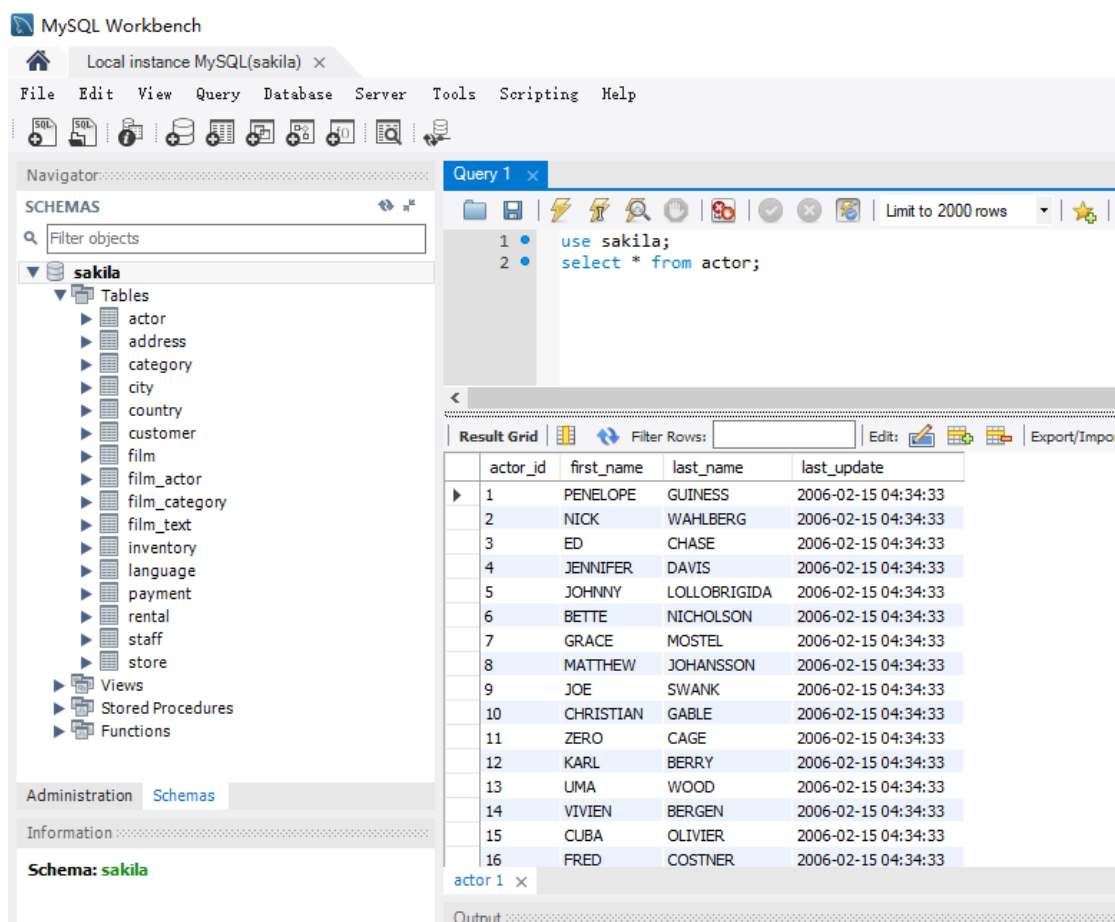 MySQL Workbench
Local instance MySQL(sakila)
File Edit View Query Database Server Tools Scripting Help
Navigator
SCHEMAS
Filter objects
sakila
Tables
actor
address
category
city
country
customer
film
film_actor
film_category
film_text
inventory
language
payment
rental
staff
store
Views
Stored Procedures
Functions
Administration Schemas
Information
Schema: sakila
Query 1
Limit to 2000 rows
1 use sakila;
2 select * from actor;
Result Grid Filter Rows: Edit: Export/Impo
actor_id first_name last_name last_update
1 PENELOPE GUINESS 2006-02-15 04:34:33
2 NICK WAHLBERG 2006-02-15 04:34:33
3 ED CHASE 2006-02-15 04:34:33
4 JENNIFER DAVIS 2006-02-15 04:34:33
5 JOHNNY LOLLOBRIGIDA 2006-02-15 04:34:33
6 BETTE NICHOLSON 2006-02-15 04:34:33
7 GRACE MOSTEL 2006-02-15 04:34:33
8 MATTHEW JOHANSSON 2006-02-15 04:34:33
9 JOE SWANK 2006-02-15 04:34:33
10 CHRISTIAN GABLE 2006-02-15 04:34:33
11 ZERO CAGE 2006-02-15 04:34:33
12 KARL BERRY 2006-02-15 04:34:33
13 UMA WOOD 2006-02-15 04:34:33
14 VIVIEN BERGEN 2006-02-15 04:34:33
15 CUBA OLIVIER 2006-02-15 04:34:33
16 FRED COSTNER 2006-02-15 04:34:33
actor 1
Output